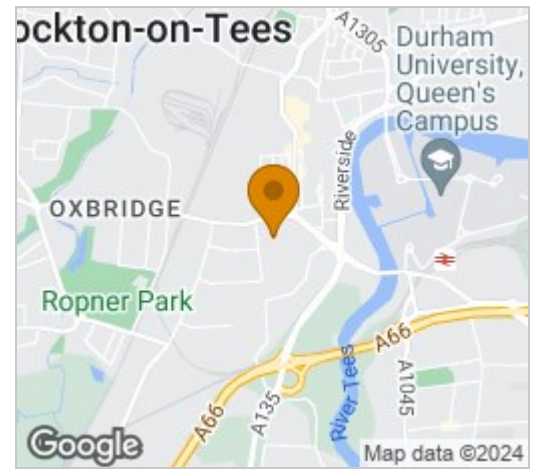 ockton-on-Tees
A1305
Durham
University,
Queen's
Campus
Riverside
OXBRIDGE
Ropner Park
A66
A1045
River Tees
A135
A66
Google
Map data ©2024